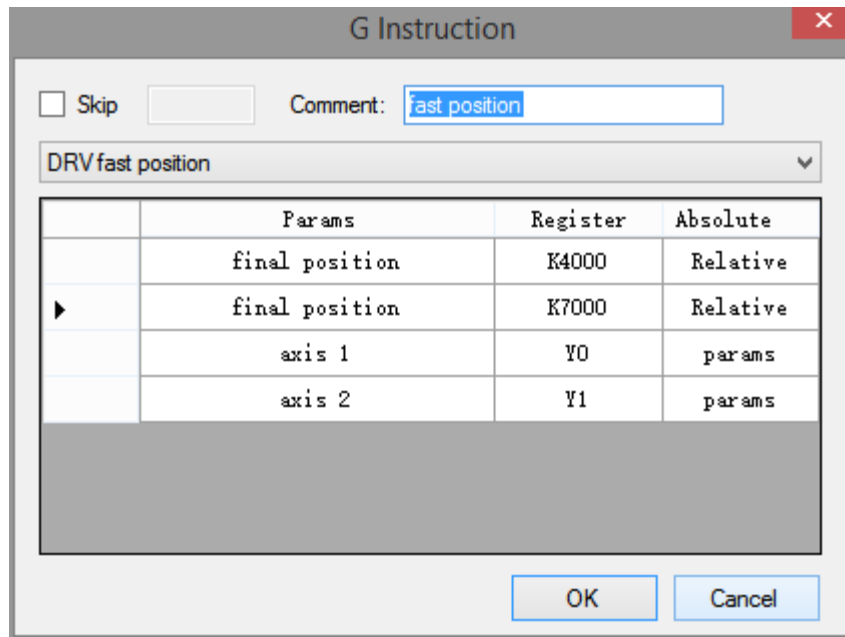 G Instruction
Skip Comment: fast position
DRV fast position
Params Register Absolute
final position K4000 Relative
final position K7000 Relative
axis 1 Y0 params
axis 2 Y1 params
OK Cancel